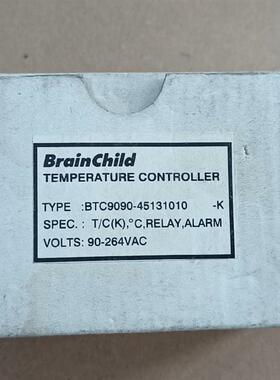 BrainChild
TEMPERATURE CONTROLLER
TYPE :BTC9090-45131010 -K
SPEC. : T/C(K),°C,RELAY,ALARM
VOLTS: 90-264VAC